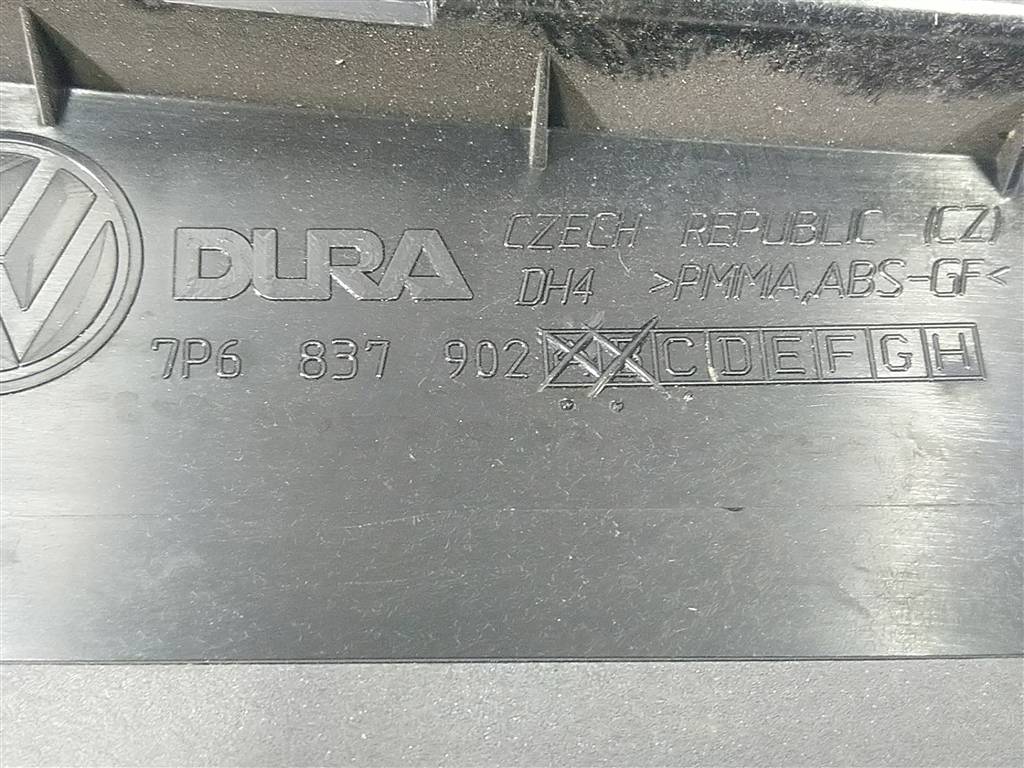 DURA
CZECH REPUBLIC (CZ)
DH4 >PMMA,ABS-GF<
7P6 837 902 A B C D E F G H